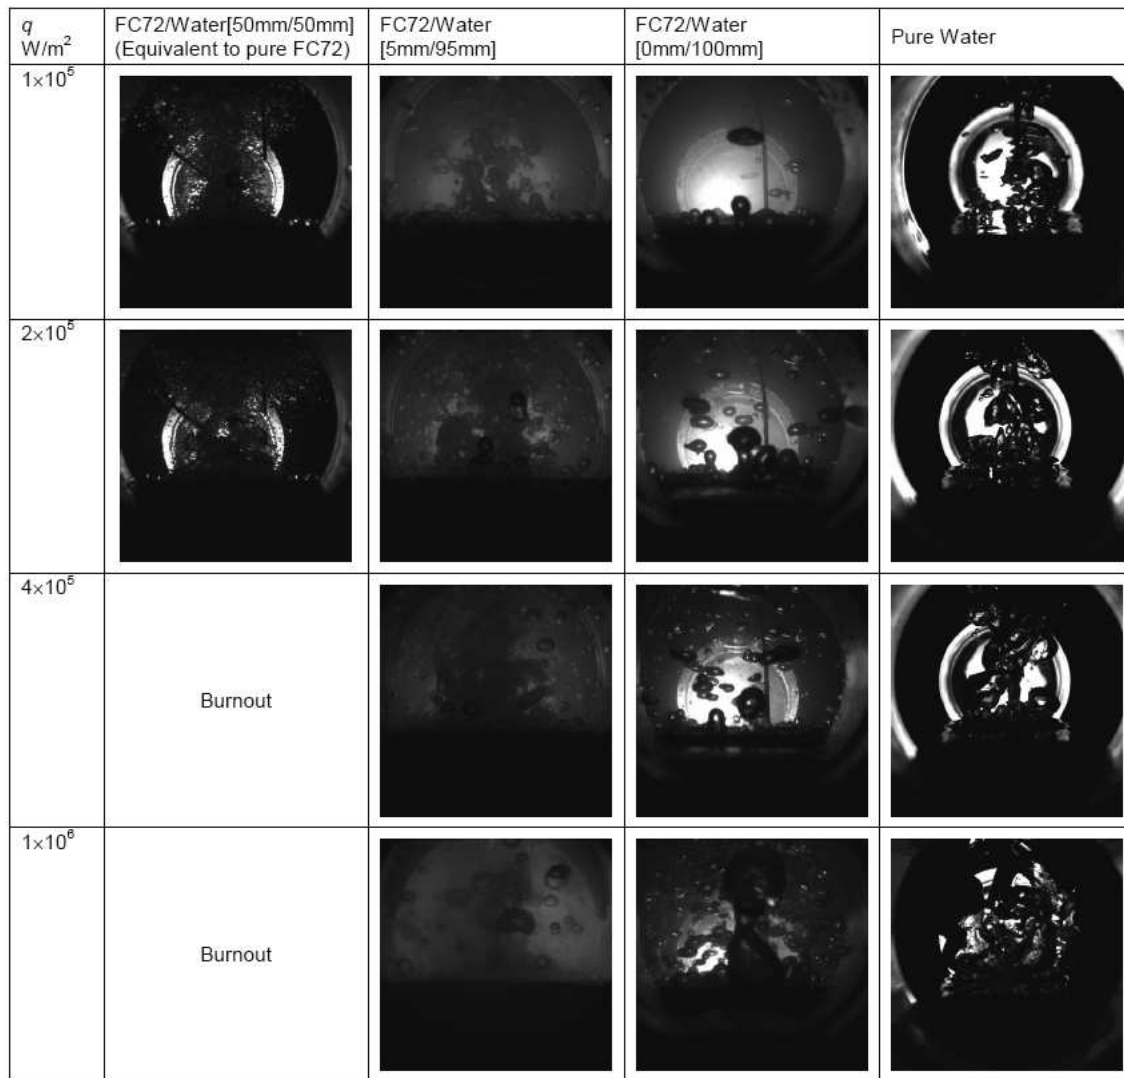 q
W/m²
FC72/Water[50mm/50mm]
(Equivalent to pure FC72)
FC72/Water
[5mm/95mm]
FC72/Water
[0mm/100mm]
Pure Water
1×10⁵
2×10⁵
4×10⁵
Burnout
1×10⁶
Burnout